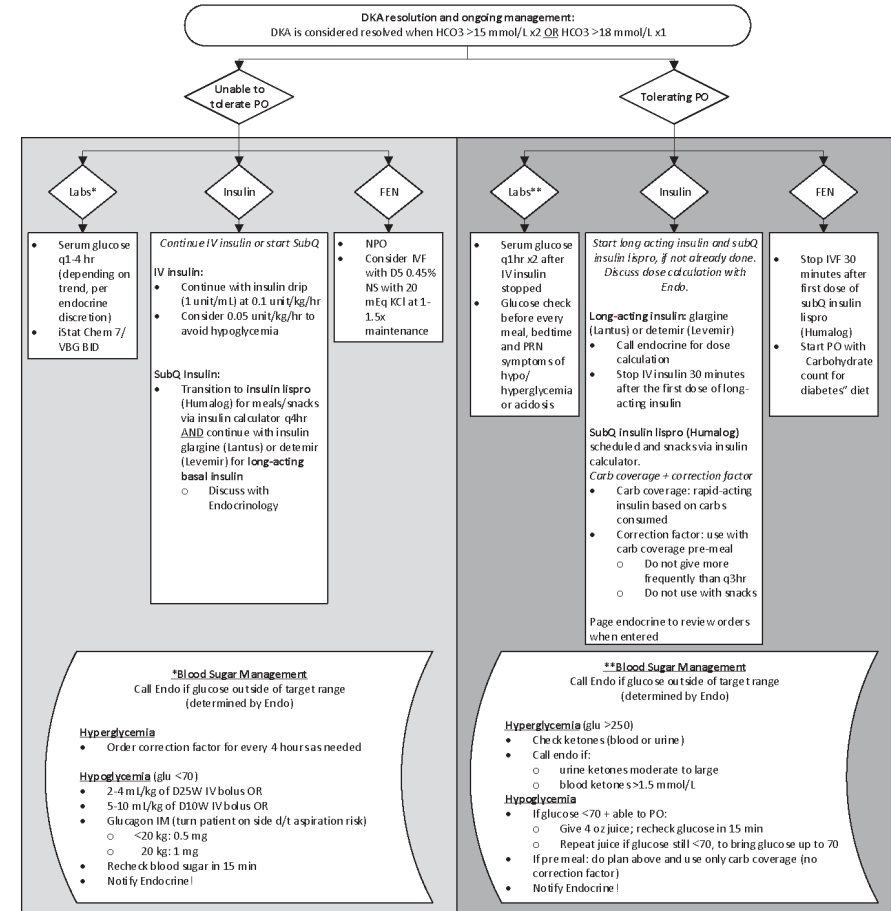 DKA resolution and ongoing management:
DKA is considered resolved when HCO3 >15 mmol/L x2 OR HCO3 >18 mmol/L x1
Unable to
tolerate PO
Tolerating PO
Labs*
Insulin
FEN
Labs**
Insulin
FEN
• Serum glucose
q1-4 hr
(depending on
trend, per
endocrine
discretion)
• iStat Chem 7/
VBG BID
Continue IV insulin or start SubQ
IV insulin:
• Continue with insulin drip
(1 unit/mL) at 0.1 unit/kg/hr
• Consider 0.05 unit/kg/hr to
avoid hypoglycemia
SubQ Insulin:
• Transition to insulin lispro
(Humalog) for meals/snacks
via insulin calculator q4hr
AND continue with insulin
glargine (Lantus) or detemir
(Levemir) for long-acting
basal insulin
○ Discuss with
Endocrinology
• NPO
• Consider IVF
with D5 0.45%
NS with 20
mEq KCl at 1-
1.5x
maintenance
• Serum glucose
q1hr x2 after
IV insulin
stopped
• Glucose check
before every
meal, bedtime
and PRN
symptoms of
hypo/
hyperglycemia
or acidosis
Start long acting insulin and subQ
insulin lispro, if not already done.
Discuss dose calculation with
Endo.
Long-acting insulin: glargine
(Lantus) or detemir (Levemir)
• Call endocrine for dose
calculation
• Stop IV insulin 30 minutes
after the first dose of long-
acting insulin
SubQ insulin lispro (Humalog)
scheduled and snacks via insulin
calculator.
Carb coverage + correction factor
• Carb coverage: rapid-acting
insulin based on carbs
consumed
• Correction factor: use with
carb coverage pre-meal
○ Do not give more
frequently than q3hr
○ Do not use with snacks
Page endocrine to review orders
when entered
• Stop IVF 30
minutes after
first dose of
subQ insulin
lispro
(Humalog)
• Start PO with
"Carbohydrate
count for
diabetes" diet
*Blood Sugar Management
Call Endo if glucose outside of target range
(determined by Endo)
Hyperglycemia
• Order correction factor for every 4 hours as needed
Hypoglycemia (glu <70)
• 2-4 mL/kg of D25W IV bolus OR
• 5-10 mL/kg of D10W IV bolus OR
• Glucagon IM (turn patient on side d/t aspiration risk)
○ <20 kg: 0.5 mg
○ 20 kg: 1 mg
• Recheck blood sugar in 15 min
• Notify Endocrine!
**Blood Sugar Management
Call Endo if glucose outside of target range
(determined by Endo)
Hyperglycemia (glu >250)
• Check ketones (blood or urine)
• Call endo if:
○ urine ketones moderate to large
○ blood ketones >1.5 mmol/L
Hypoglycemia
• If glucose <70 + able to PO:
○ Give 4 oz juice; recheck glucose in 15 min
○ Repeat juice if glucose still <70, to bring glucose up to 70
• If pre meal: do plan above and use only carb coverage (no
correction factor)
• Notify Endocrine!